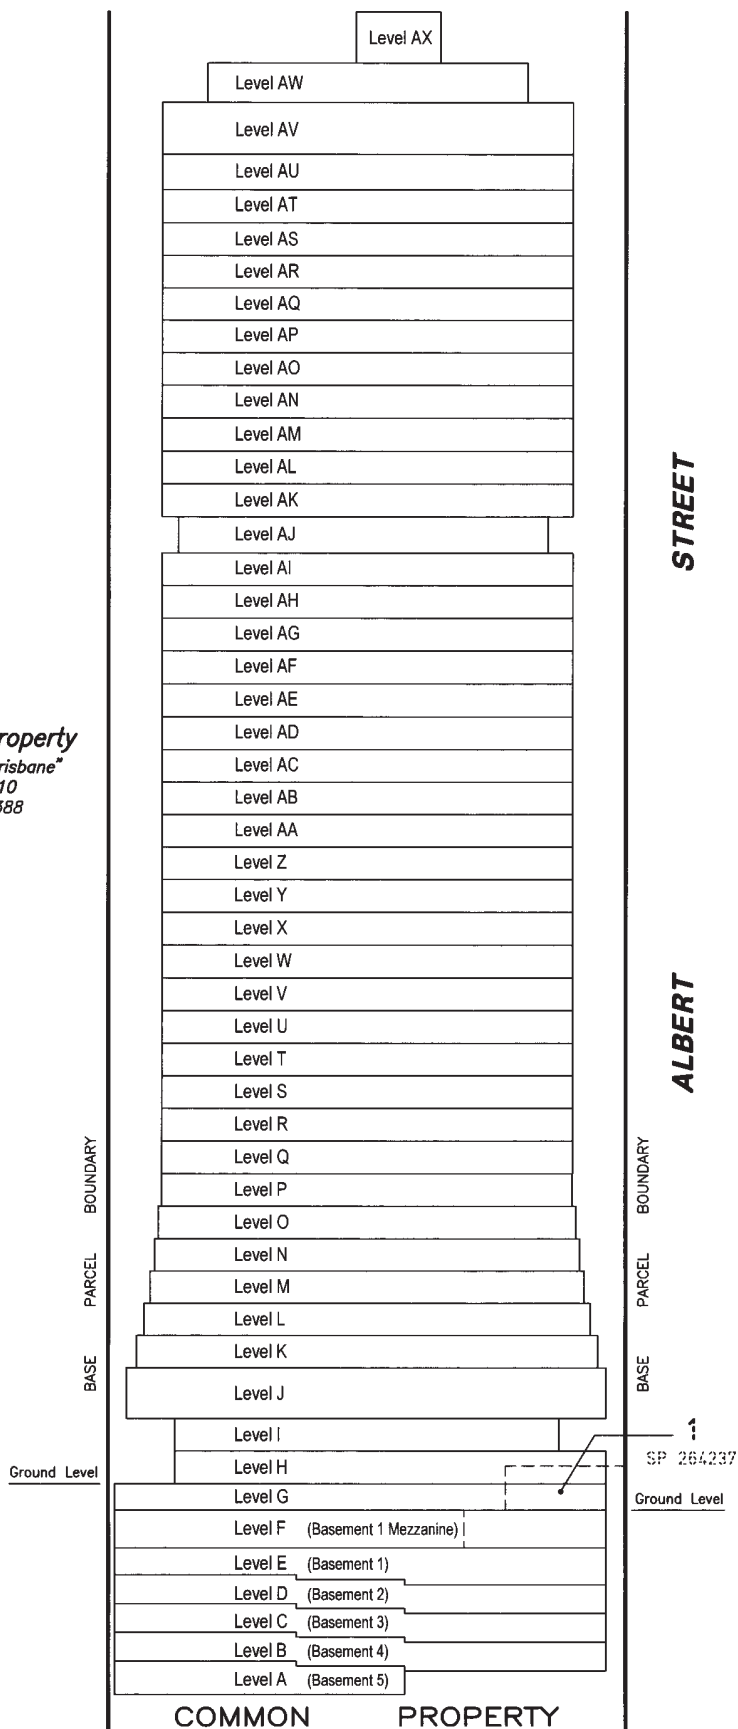 Level AX
Level AW
Level AV
Level AU
Level AT
Level AS
Level AR
Level AQ
Level AP
Level AO
Level AN
Level AM
Level AL
Level AK
Level AJ
Level AI
Level AH
Level AG
Level AF
Level AE
Level AD
Level AC
Level AB
Level AA
Level Z
Level Y
Level X
Level W
Level V
Level U
Level T
Level S
Level R
Level Q
Level P
Level O
Level N
Level M
Level L
Level K
Level J
Level I
Level H
Level G
Level F (Basement 1 Mezzanine)
Level E (Basement 1)
Level D (Basement 2)
Level C (Basement 3)
Level B (Basement 4)
Level A (Basement 5)
COMMON PROPERTY
roperty
risbane"
10
388
BASE PARCEL BOUNDARY
Ground Level
ALBERT STREET
BASE PARCEL BOUNDARY
1
SP 264237
Ground Level